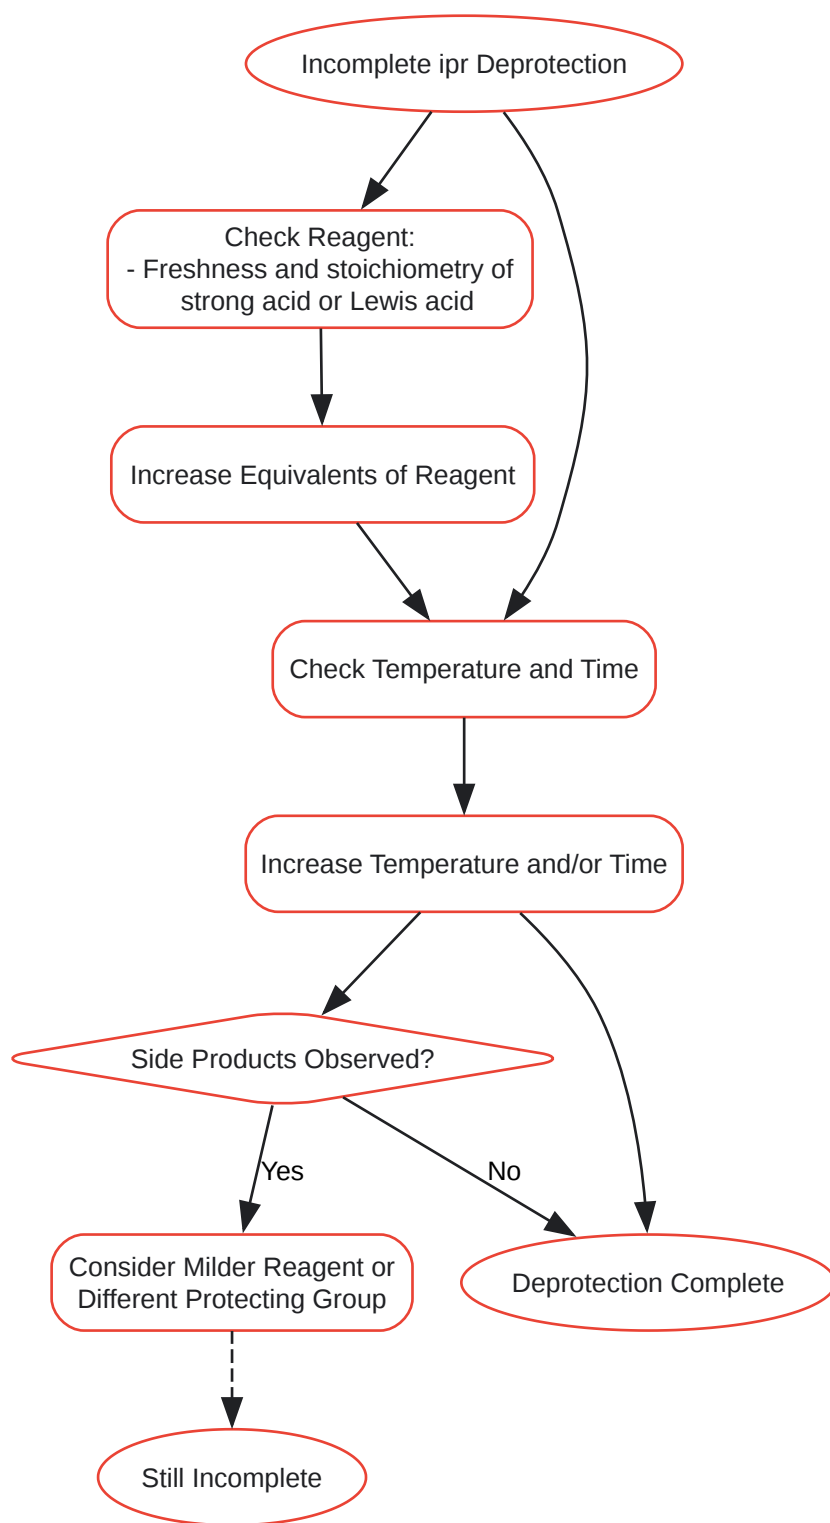 Incomplete ipr Deprotection
Check Reagent:
- Freshness and stoichiometry of
strong acid or Lewis acid
Increase Equivalents of Reagent
Check Temperature and Time
Increase Temperature and/or Time
Side Products Observed?
Yes
No
Consider Milder Reagent or
Different Protecting Group
Deprotection Complete
Still Incomplete